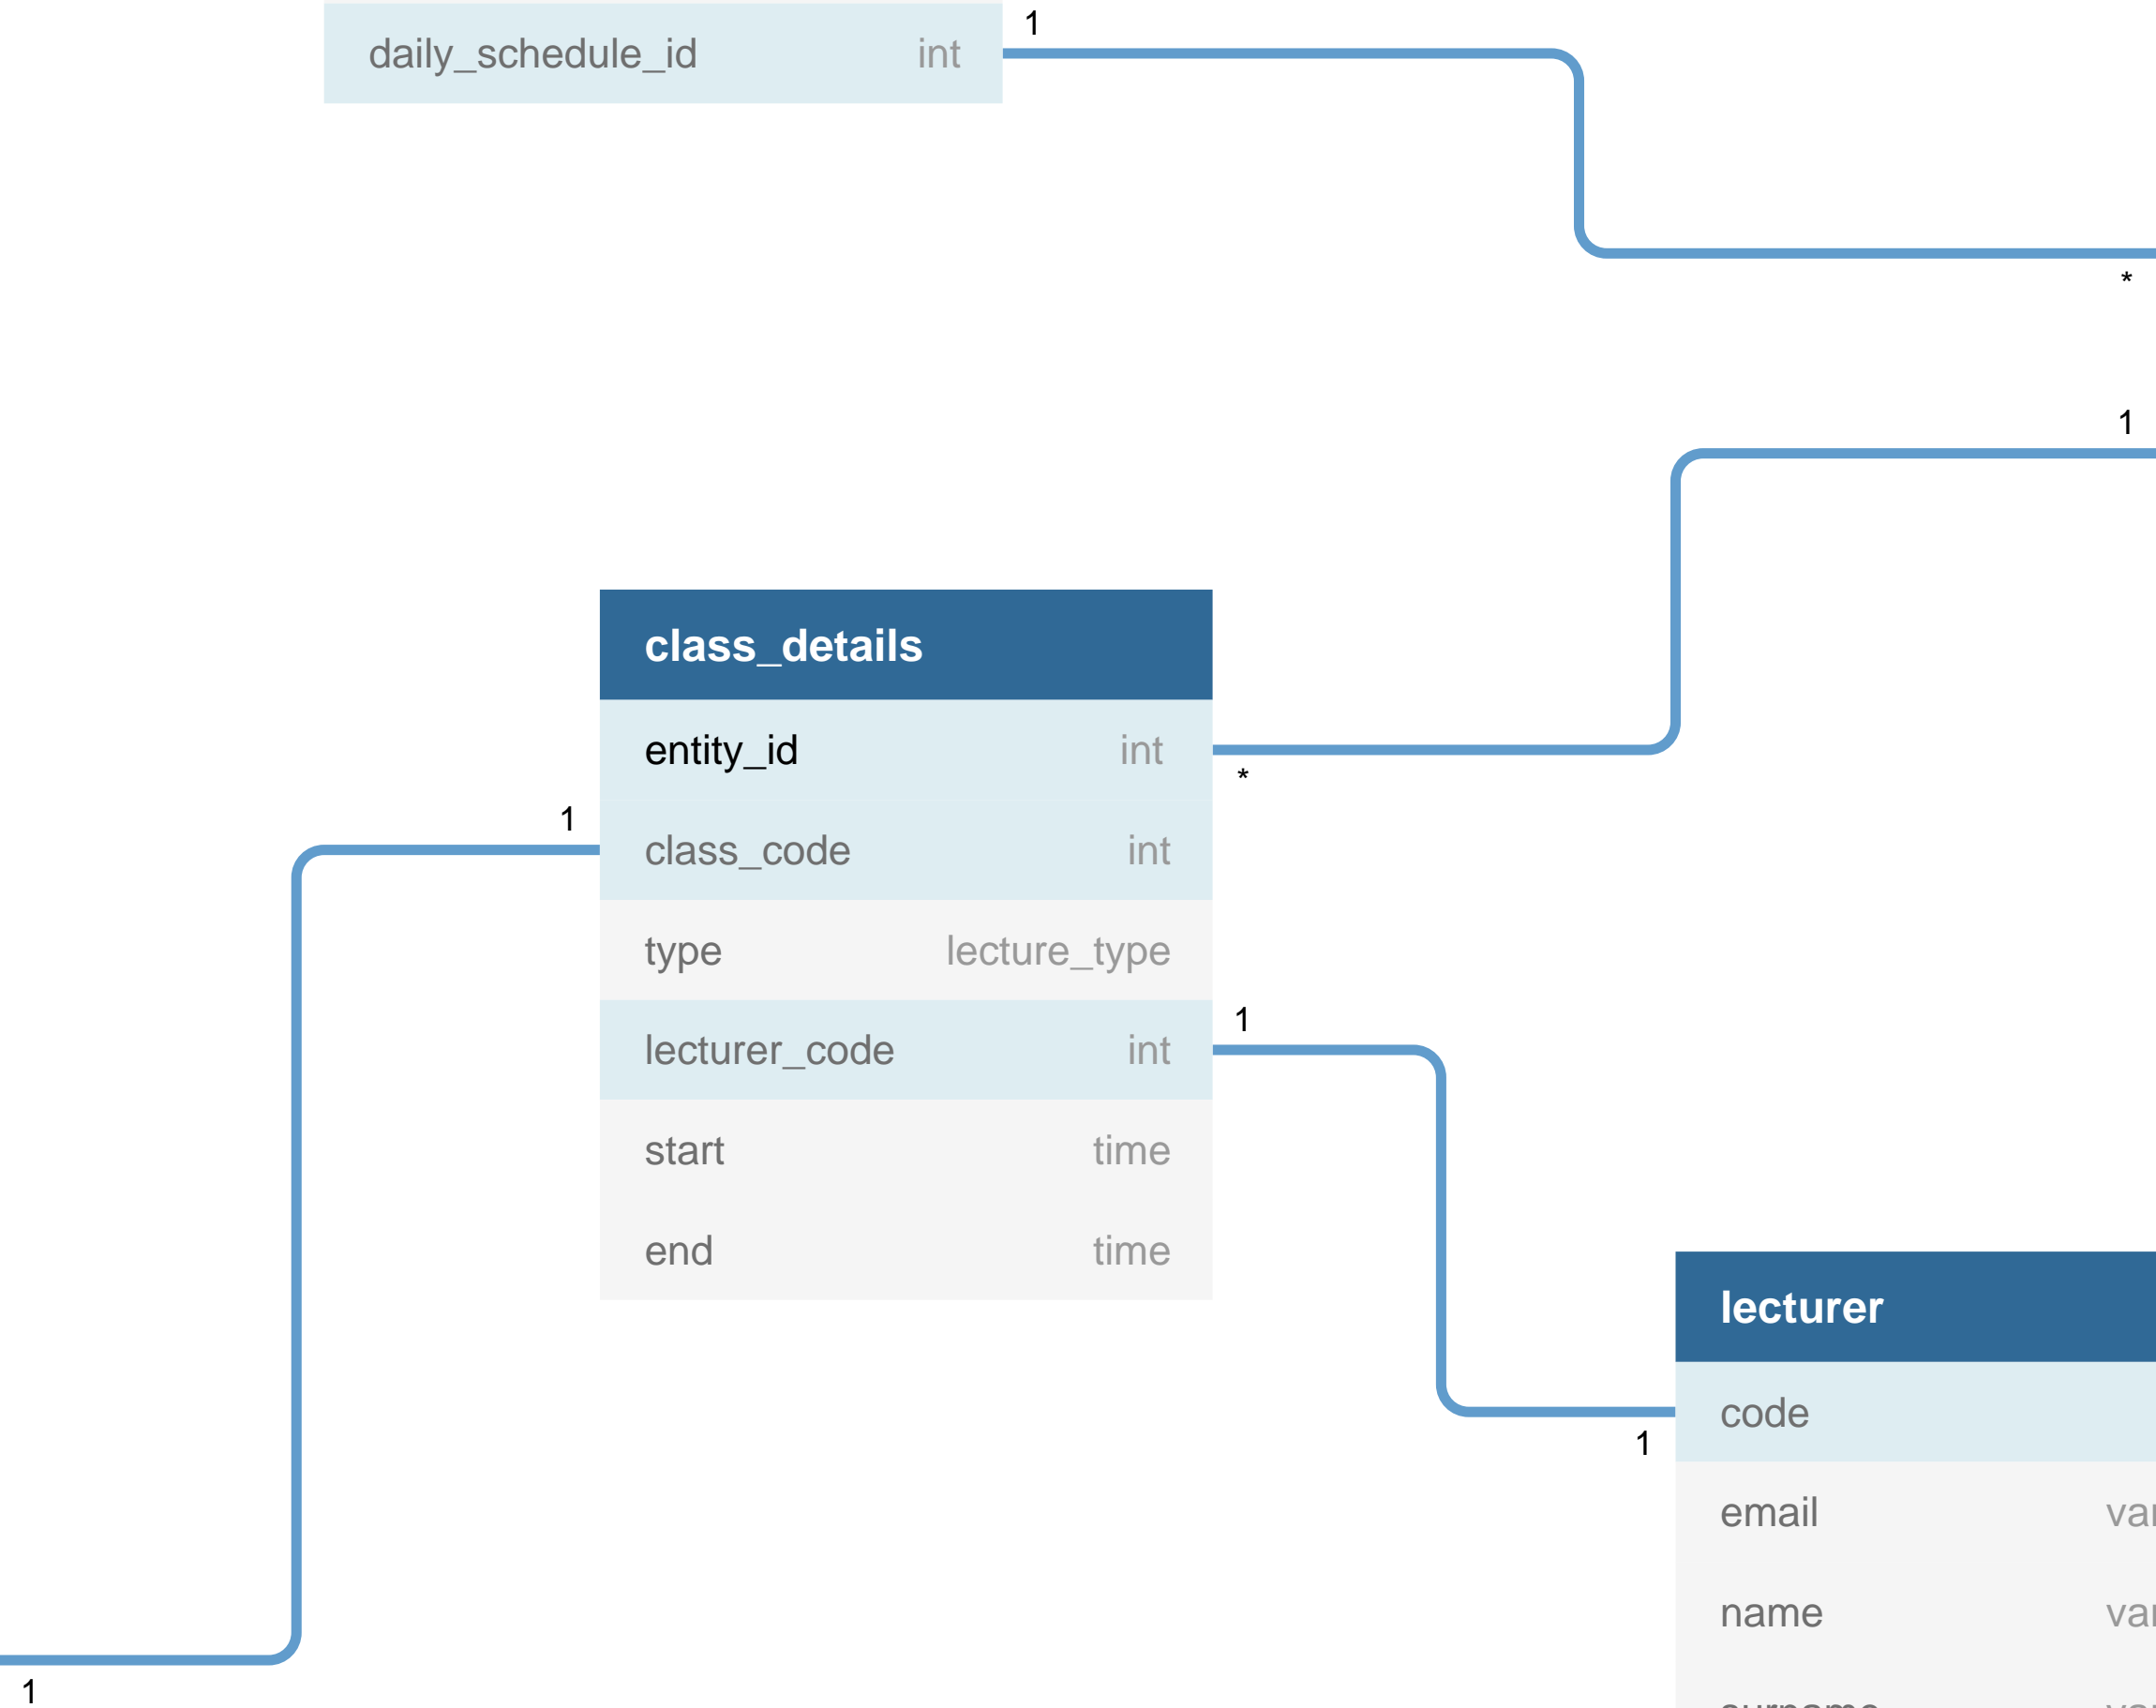 1
daily_schedule_id int
*
1
class_details
entity_id int
*
1
class_code int
type lecture_type
1
lecturer_code int
start time
end time
lecturer
code
1
email
name
1